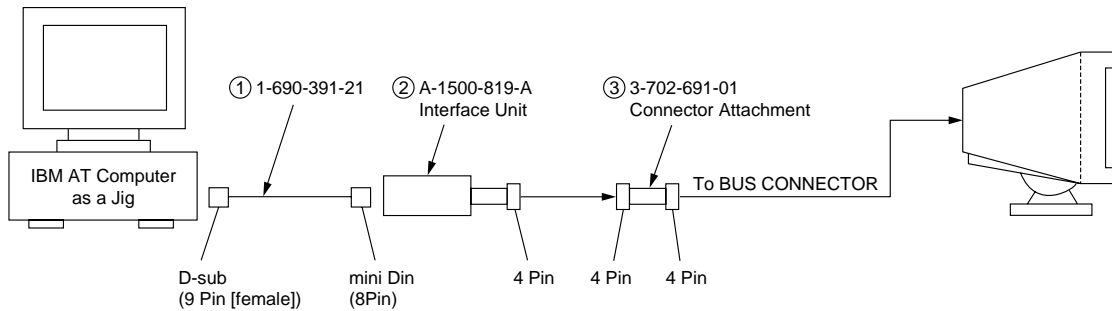 ① 1-690-391-21
② A-1500-819-A
Interface Unit
③ 3-702-691-01
Connector Attachment
IBM AT Computer
as a Jig
To BUS CONNECTOR
D-sub
(9 Pin [female])
mini Din
(8Pin)
4 Pin
4 Pin
4 Pin